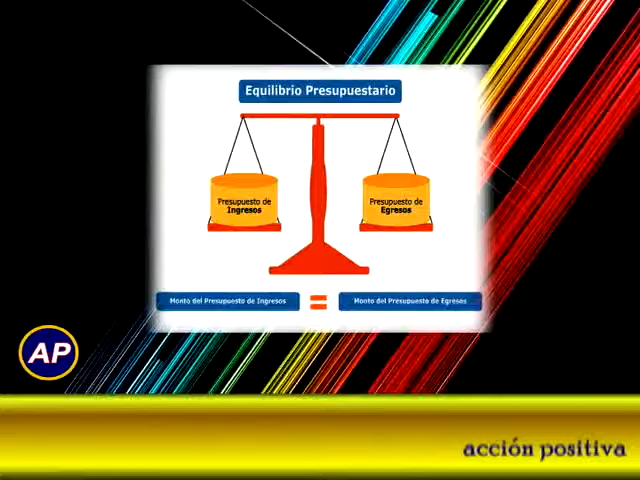 Equilibrio Presupuestario
Presupuesto de
Ingresos
Presupuesto de
Egresos
Monto del Presupuesto de Ingresos
=
Monto del Presupuesto de Egresos
AP
acción positiva